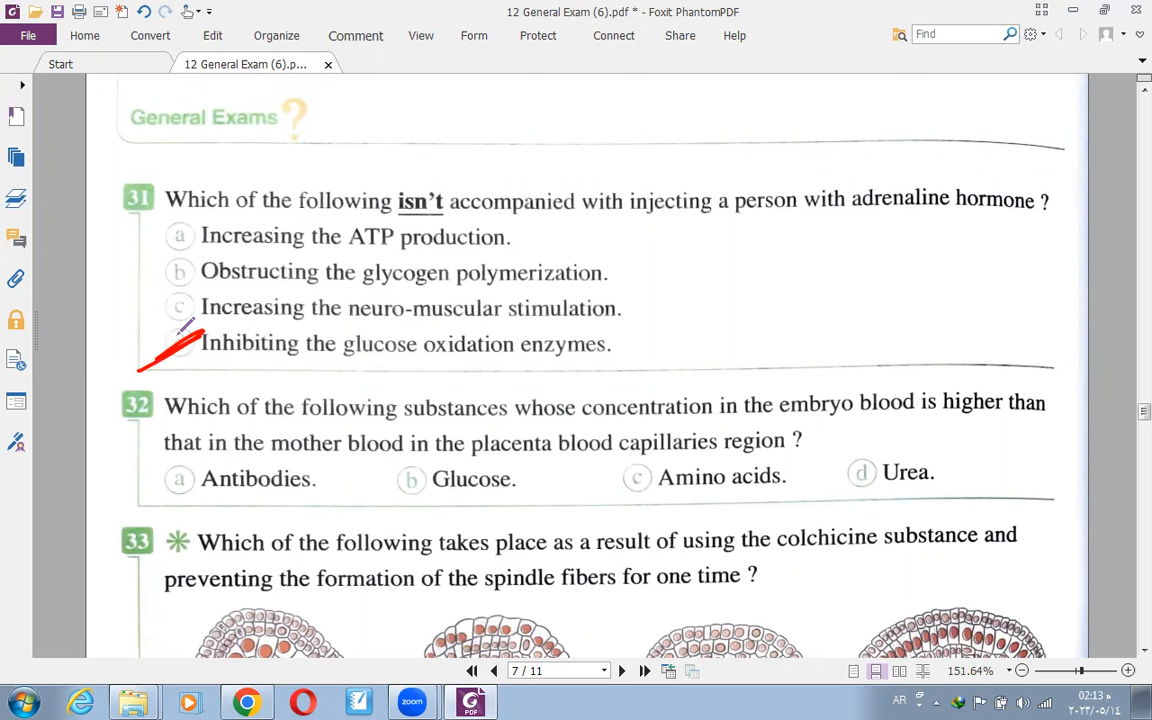 12 General Exam (6).pdf * - Foxit PhantomPDF
File Home Convert Edit Organize Comment View Form Protect Connect Share Help Find
Start 12 General Exam (6).p...
General Exams ?
31 Which of the following isn't accompanied with injecting a person with adrenaline hormone ?
a Increasing the ATP production.
b Obstructing the glycogen polymerization.
c Increasing the neuro-muscular stimulation.
Inhibiting the glucose oxidation enzymes.
32 Which of the following substances whose concentration in the embryo blood is higher than
that in the mother blood in the placenta blood capillaries region ?
a Antibodies. b Glucose. c Amino acids. d Urea.
33 Which of the following takes place as a result of using the colchicine substance and
preventing the formation of the spindle fibers for one time ?
7 / 11 151.64%
zoom PDF AR 02:13 م
٢٠٢٣/٠٥/١٤